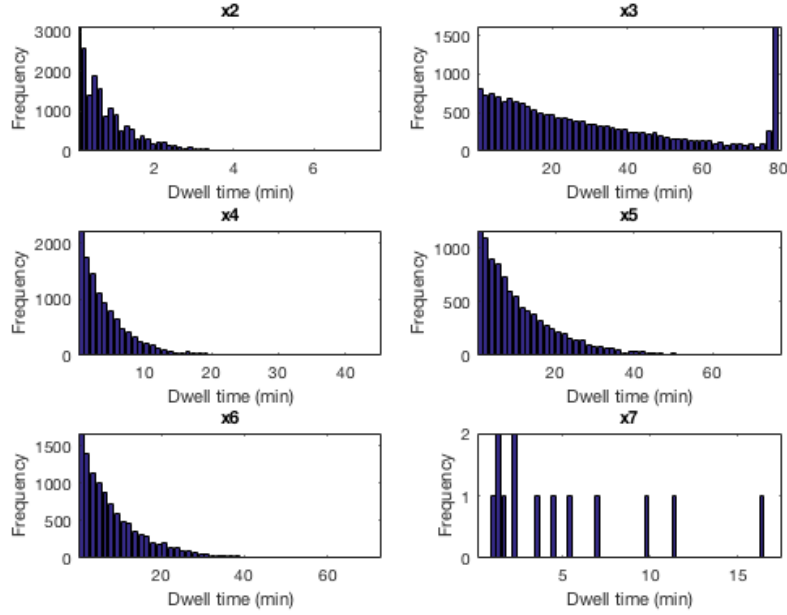 x2
Frequency
3000
2000
1000
0
2 4 6
Dwell time (min)
x3
Frequency
1500
1000
500
0
20 40 60 80
Dwell time (min)
x4
Frequency
2000
1000
0
10 20 30 40
Dwell time (min)
x5
Frequency
1000
500
0
20 40 60
Dwell time (min)
x6
Frequency
1500
1000
500
0
20 40 60
Dwell time (min)
x7
Frequency
2
1
0
5 10 15
Dwell time (min)